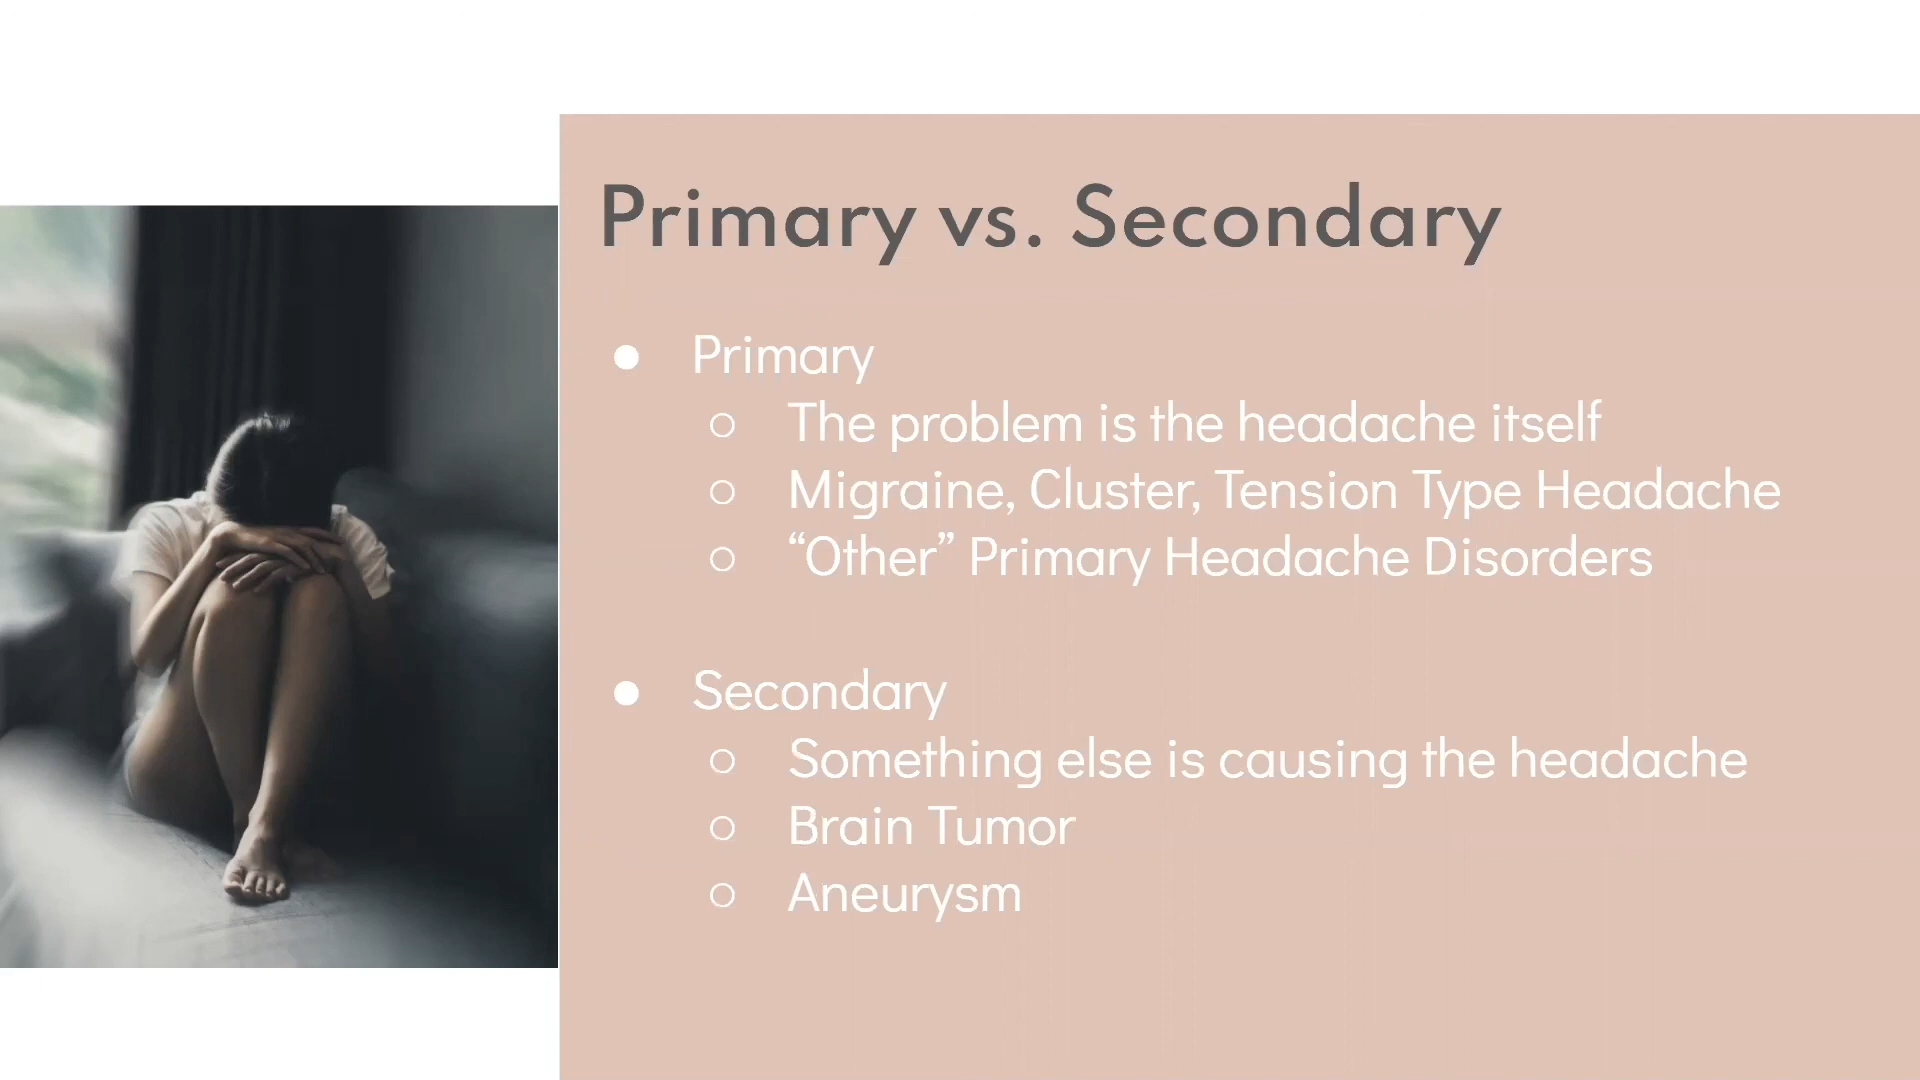 Primary vs. Secondary
● Primary
○ The problem is the headache itself
○ Migraine, Cluster, Tension Type Headache
○ “Other” Primary Headache Disorders
● Secondary
○ Something else is causing the headache
○ Brain Tumor
○ Aneurysm